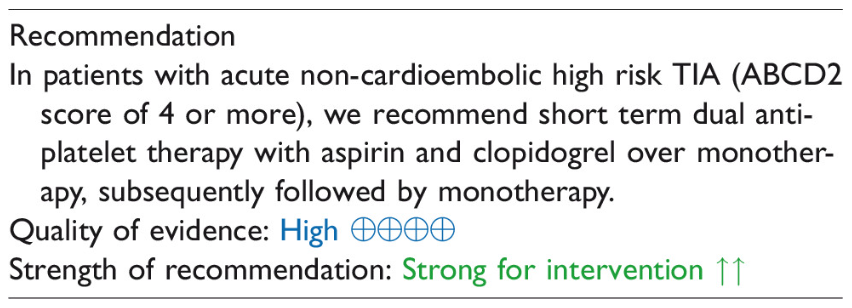 Recommendation
In patients with acute non-cardioembolic high risk TIA (ABCD2
score of 4 or more), we recommend short term dual anti-
platelet therapy with aspirin and clopidogrel over monother-
apy, subsequently followed by monotherapy.
Quality of evidence: High ⊕⊕⊕⊕
Strength of recommendation: Strong for intervention ↑↑